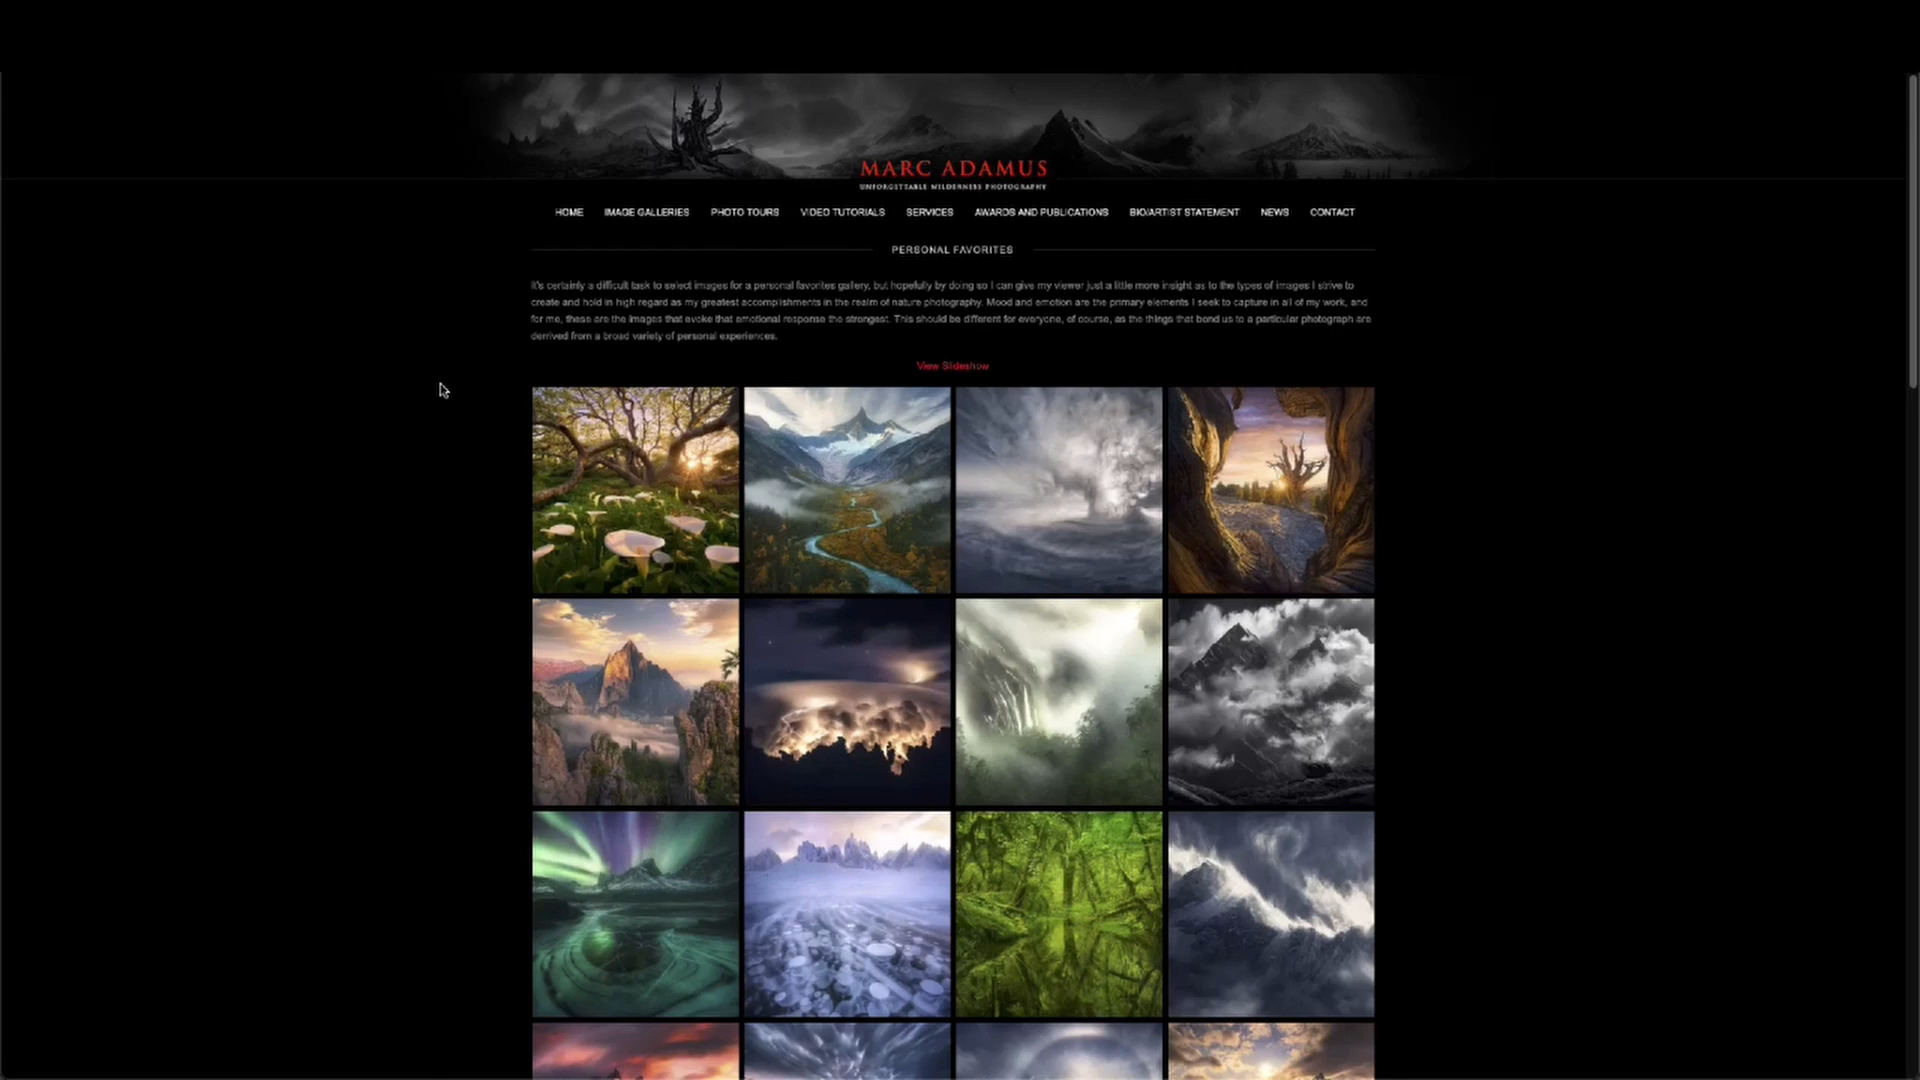 MARC ADAMUS
UNFORGETTABLE WILDERNESS PHOTOGRAPHY
HOME IMAGE GALLERIES PHOTO TOURS VIDEO TUTORIALS SERVICES AWARDS AND PUBLICATIONS BIO/ARTIST STATEMENT NEWS CONTACT
PERSONAL FAVORITES
It's certainly a difficult task to select images for a personal favorites gallery, but hopefully by doing so I can give my viewer just a little more insight as to the types of images I strive to
create and hold in high regard as my greatest accomplishments in the realm of nature photography. Mood and emotion are the primary elements I seek to capture in all of my work, and
for me, these are the images that evoke that emotional response the strongest. This should be different for everyone, of course, as the things that bond us to a particular photograph are
derrived from a broad variety of personal experiences.
View Slideshow